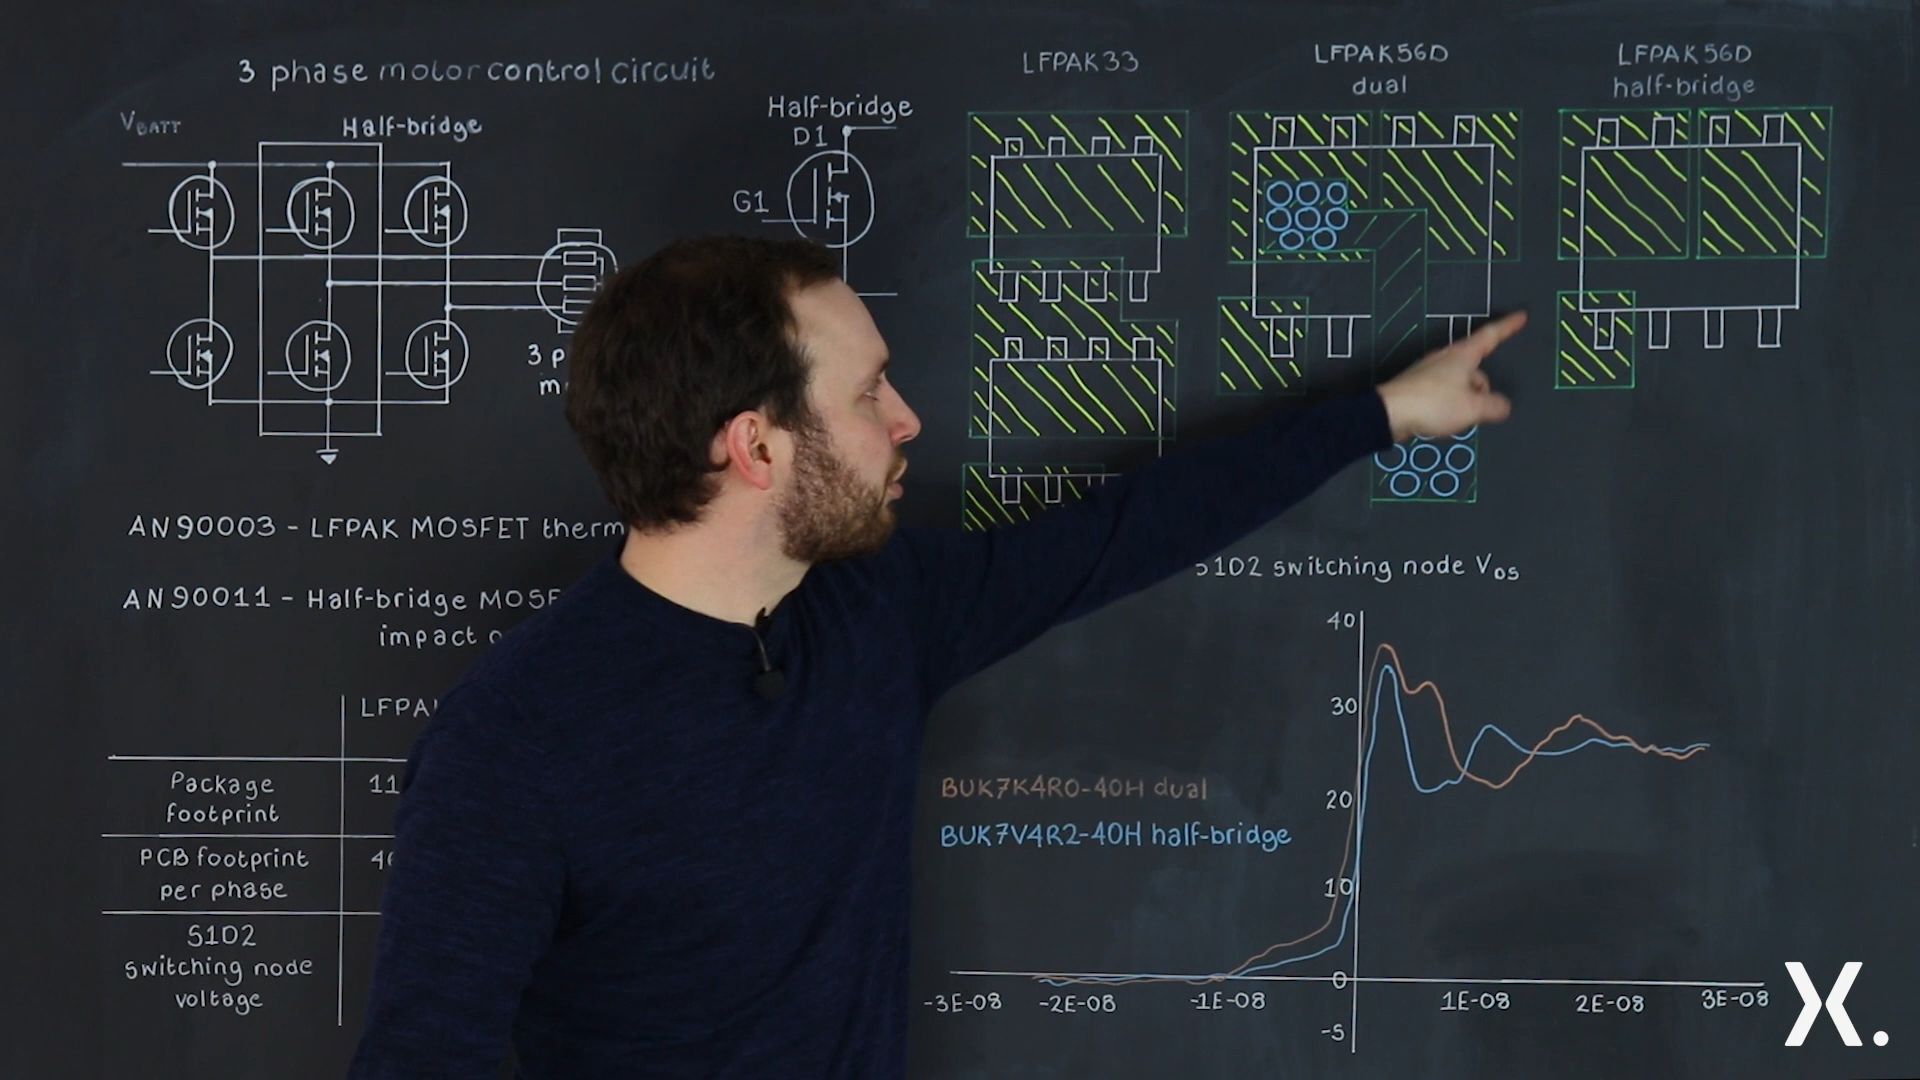 3 phase motor control circuit
VBATT
Half-bridge
Half-bridge
D1
G1
3 p
m
LFPAK33
LFPAK56D
dual
LFPAK56D
half-bridge
AN90003 - LFPAK MOSFET therm
AN90011 - Half-bridge MOSF
impact o
LFPA
Package
footprint
11
PCB footprint
per phase
46
S1D2
switching node
voltage
S1D2 switching node VDS
40
30
20
10
0
-5
-3E-08
-2E-08
-1E-08
1E-08
2E-08
3E-08
BUK7K4R0-40H dual
BUK7V4R2-40H half-bridge
X.